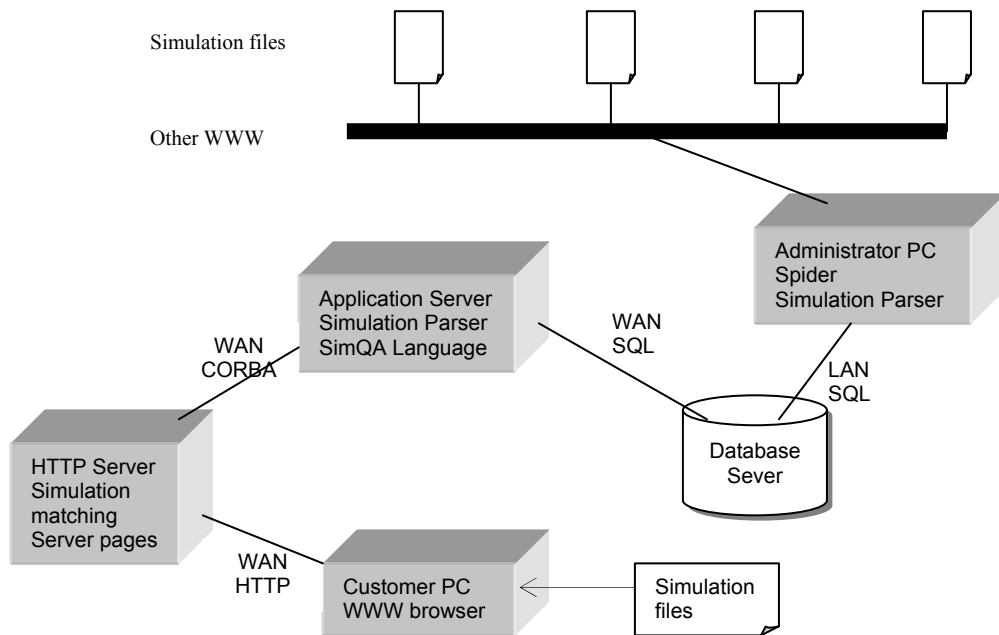 Simulation files
Other WWW
Administrator PC
Spider
Simulation Parser
Application Server
Simulation Parser
SimQA Language
WAN
SQL
WAN
CORBA
LAN
SQL
Database
Sever
HTTP Server
Simulation
matching
Server pages
WAN
HTTP
Customer PC
WWW browser
Simulation
files